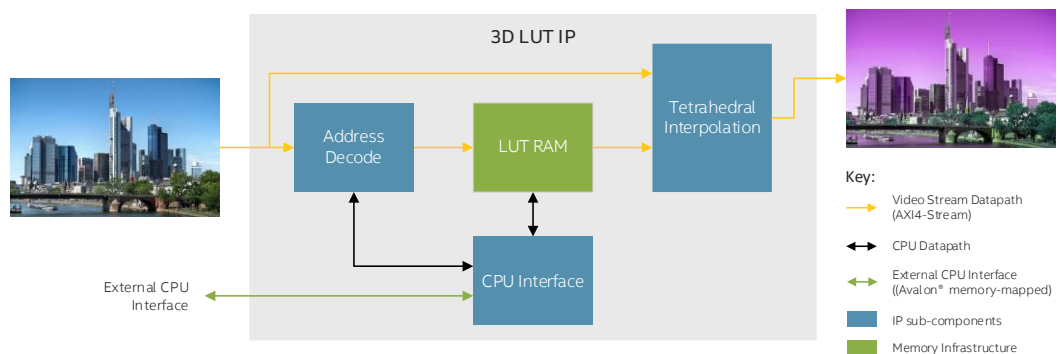 3D LUT IP
Address
Decode
LUT RAM
Tetrahedral
Interpolation
CPU Interface
External CPU
Interface
Key:
Video Stream Datapath
(AXI4-Stream)
CPU Datapath
External CPU Interface
((Avalon® memory-mapped)
IP sub-components
Memory Infrastructure